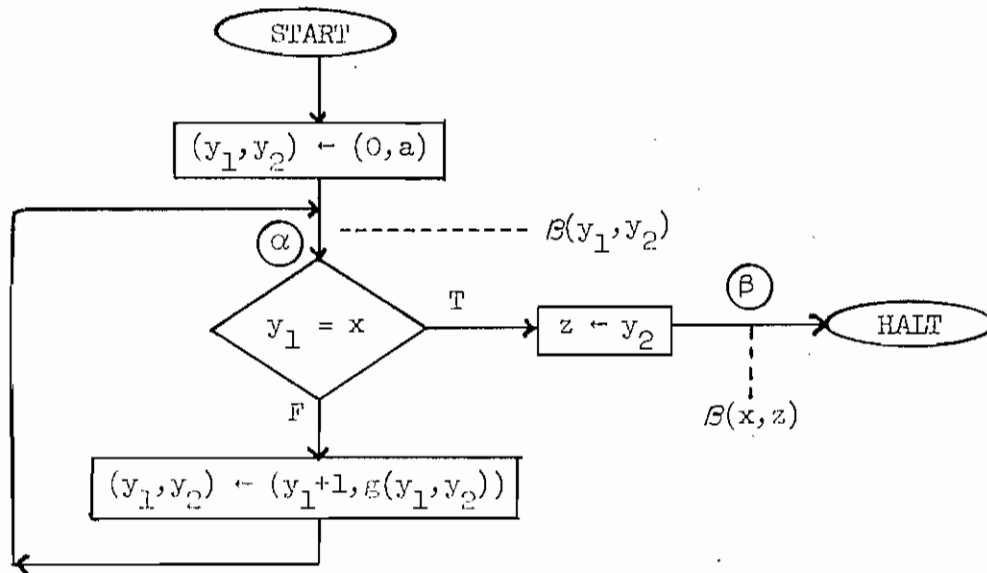 START
(y₁,y₂) ← (0,a)
α
β(y₁,y₂)
y₁ = x
T
z ← y₂
β
HALT
β(x,z)
F
(y₁,y₂) ← (y₁+1,g(y₁,y₂))